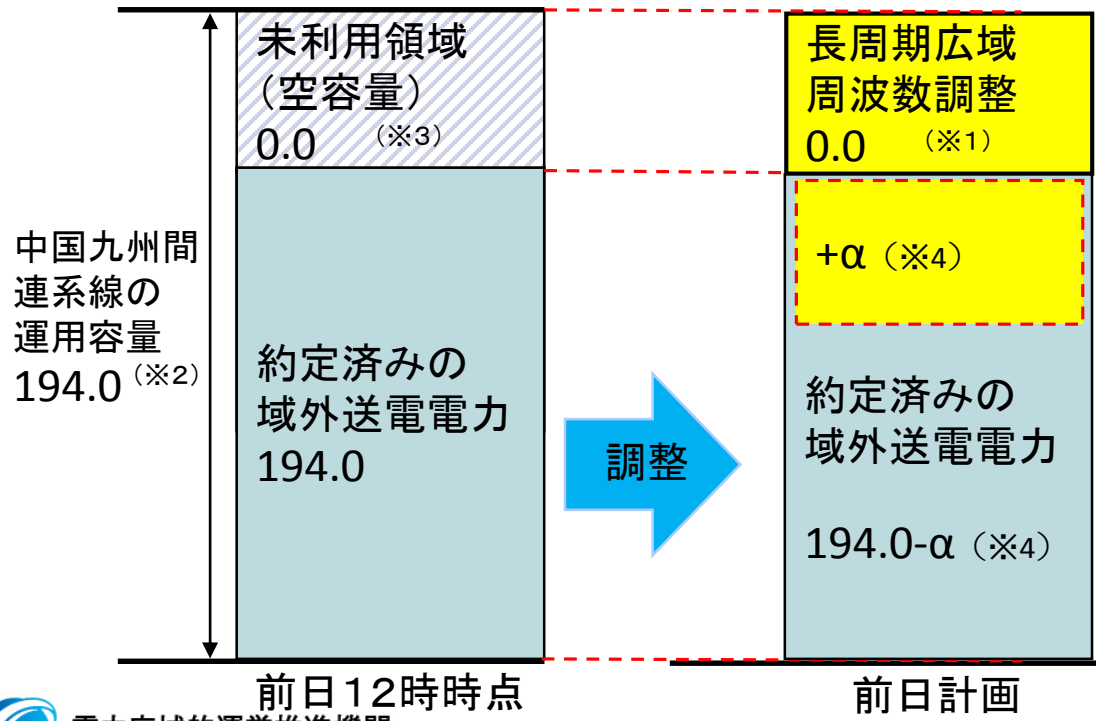 未利用領域
(空容量)
0.0 (※3)
長周期広域
周波数調整
0.0 (※1)
中国九州間
連系線の
運用容量
194.0(※2)
約定済みの
域外送電電力
194.0
調整
+α(※4)
約定済みの
域外送電電力
194.0-α(※4)
前日12時時点
前日計画